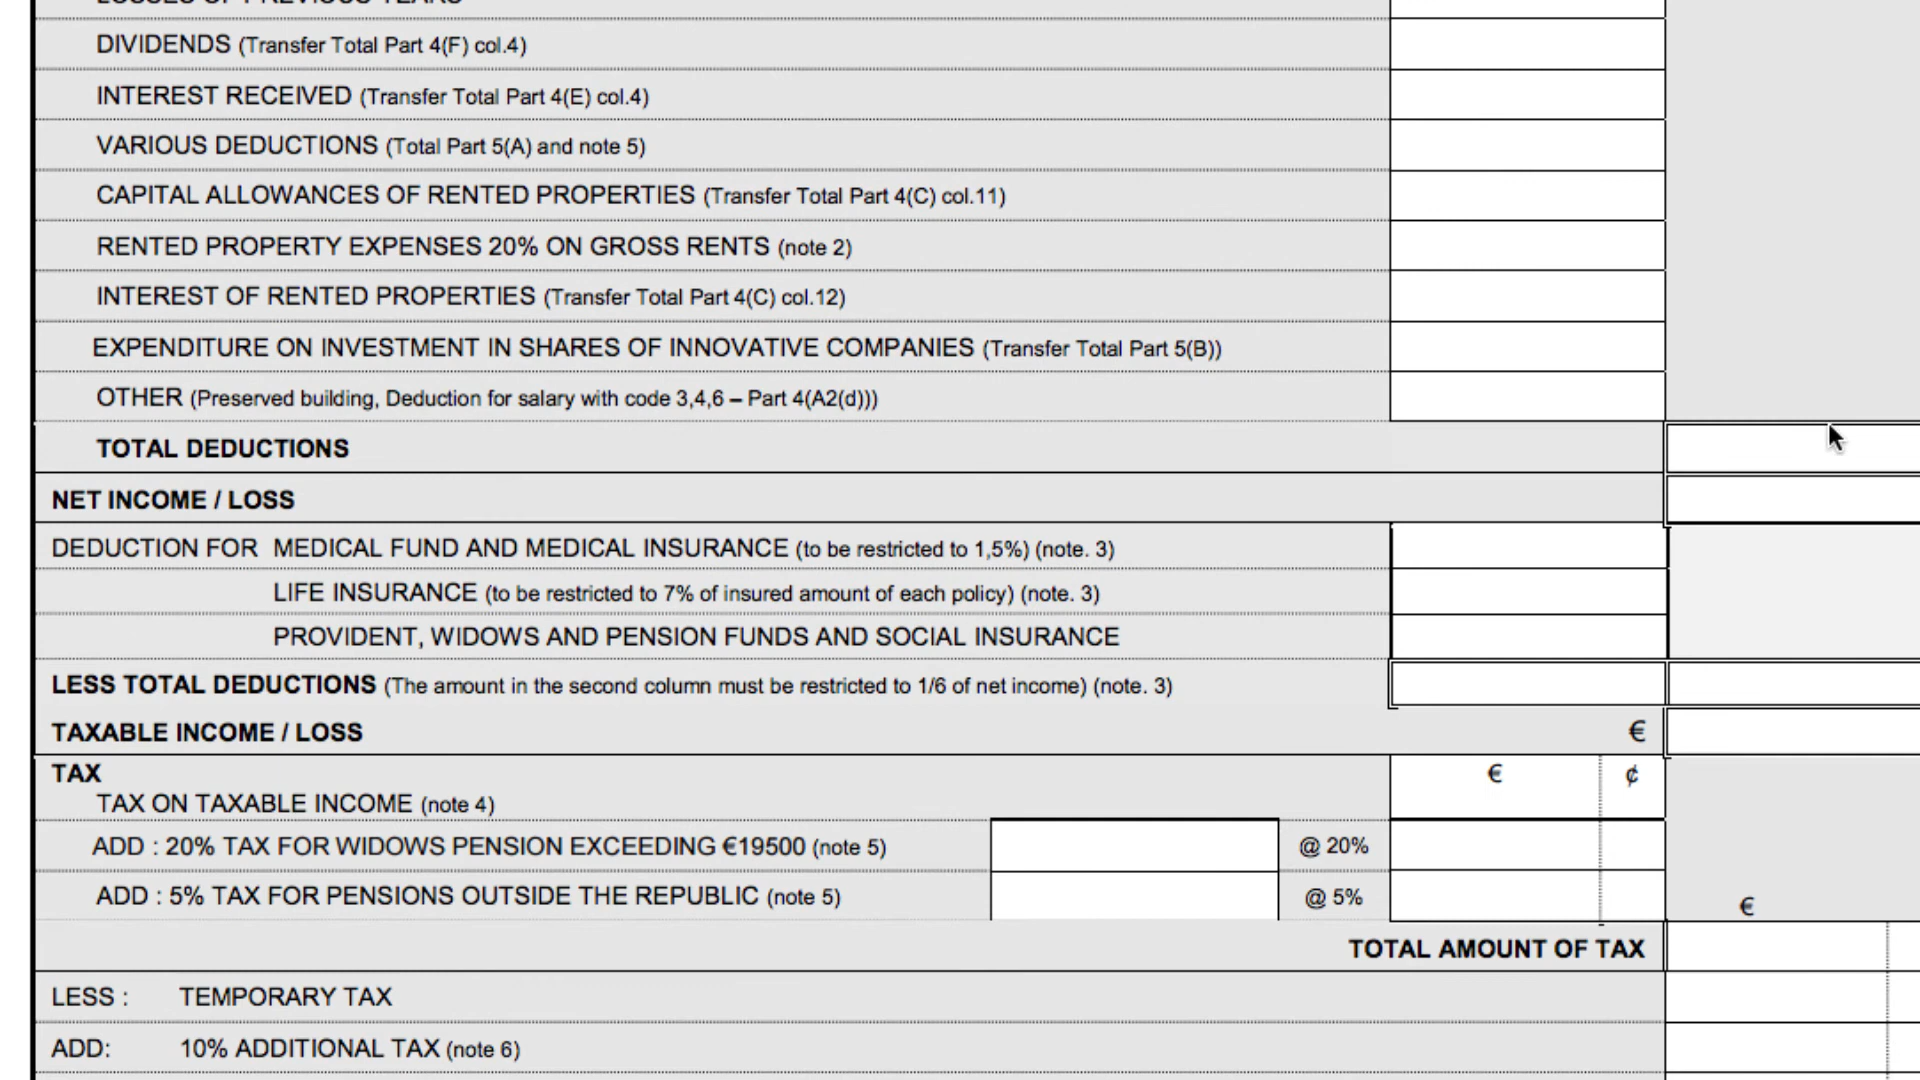 LOSSES OF PREVIOUS YEARS
DIVIDENDS (Transfer Total Part 4(F) col.4)
INTEREST RECEIVED (Transfer Total Part 4(E) col.4)
VARIOUS DEDUCTIONS (Total Part 5(A) and note 5)
CAPITAL ALLOWANCES OF RENTED PROPERTIES (Transfer Total Part 4(C) col.11)
RENTED PROPERTY EXPENSES 20% ON GROSS RENTS (note 2)
INTEREST OF RENTED PROPERTIES (Transfer Total Part 4(C) col.12)
EXPENDITURE ON INVESTMENT IN SHARES OF INNOVATIVE COMPANIES (Transfer Total Part 5(B))
OTHER (Preserved building, Deduction for salary with code 3,4,6 – Part 4(A2(d)))
TOTAL DEDUCTIONS
NET INCOME / LOSS
DEDUCTION FOR MEDICAL FUND AND MEDICAL INSURANCE (to be restricted to 1,5%) (note. 3)
LIFE INSURANCE (to be restricted to 7% of insured amount of each policy) (note. 3)
PROVIDENT, WIDOWS AND PENSION FUNDS AND SOCIAL INSURANCE
LESS TOTAL DEDUCTIONS (The amount in the second column must be restricted to 1/6 of net income) (note. 3)
TAXABLE INCOME / LOSS €
TAX € ¢
TAX ON TAXABLE INCOME (note 4)
ADD : 20% TAX FOR WIDOWS PENSION EXCEEDING €19500 (note 5) @ 20%
ADD : 5% TAX FOR PENSIONS OUTSIDE THE REPUBLIC (note 5) @ 5% €
TOTAL AMOUNT OF TAX
LESS : TEMPORARY TAX
ADD: 10% ADDITIONAL TAX (note 6)